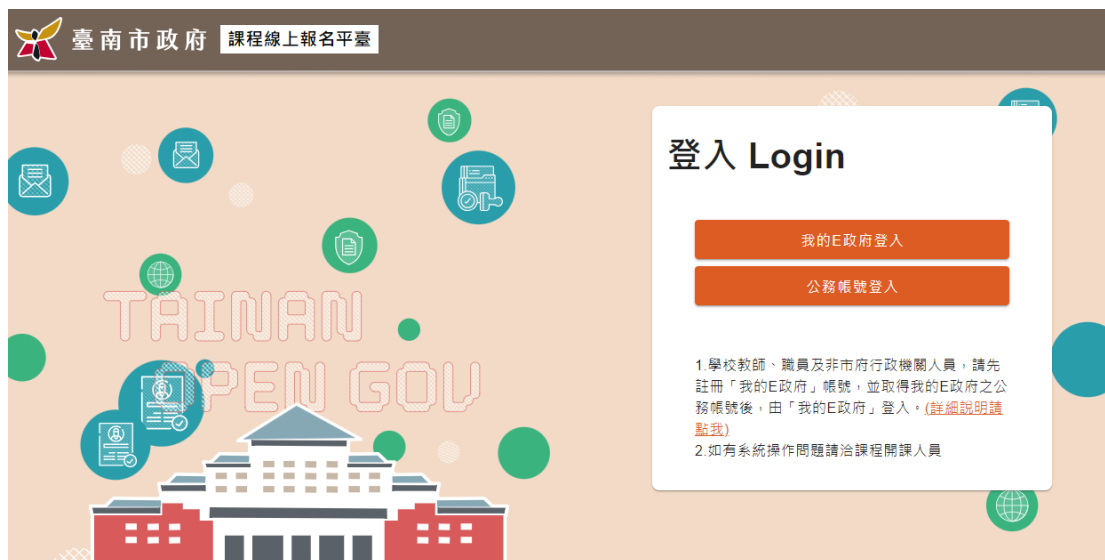 臺南市政府 課程線上報名平臺
登入 Login
我的E政府登入
公務帳號登入
1.學校教師、職員及非市府行政機關人員，請先
註冊「我的E政府」帳號，並取得我的E政府之公
務帳號後，由「我的E政府」登入。(詳細說明請
點我)
2.如有系統操作問題請洽課程開課人員
TAINAN
OPEN GOV